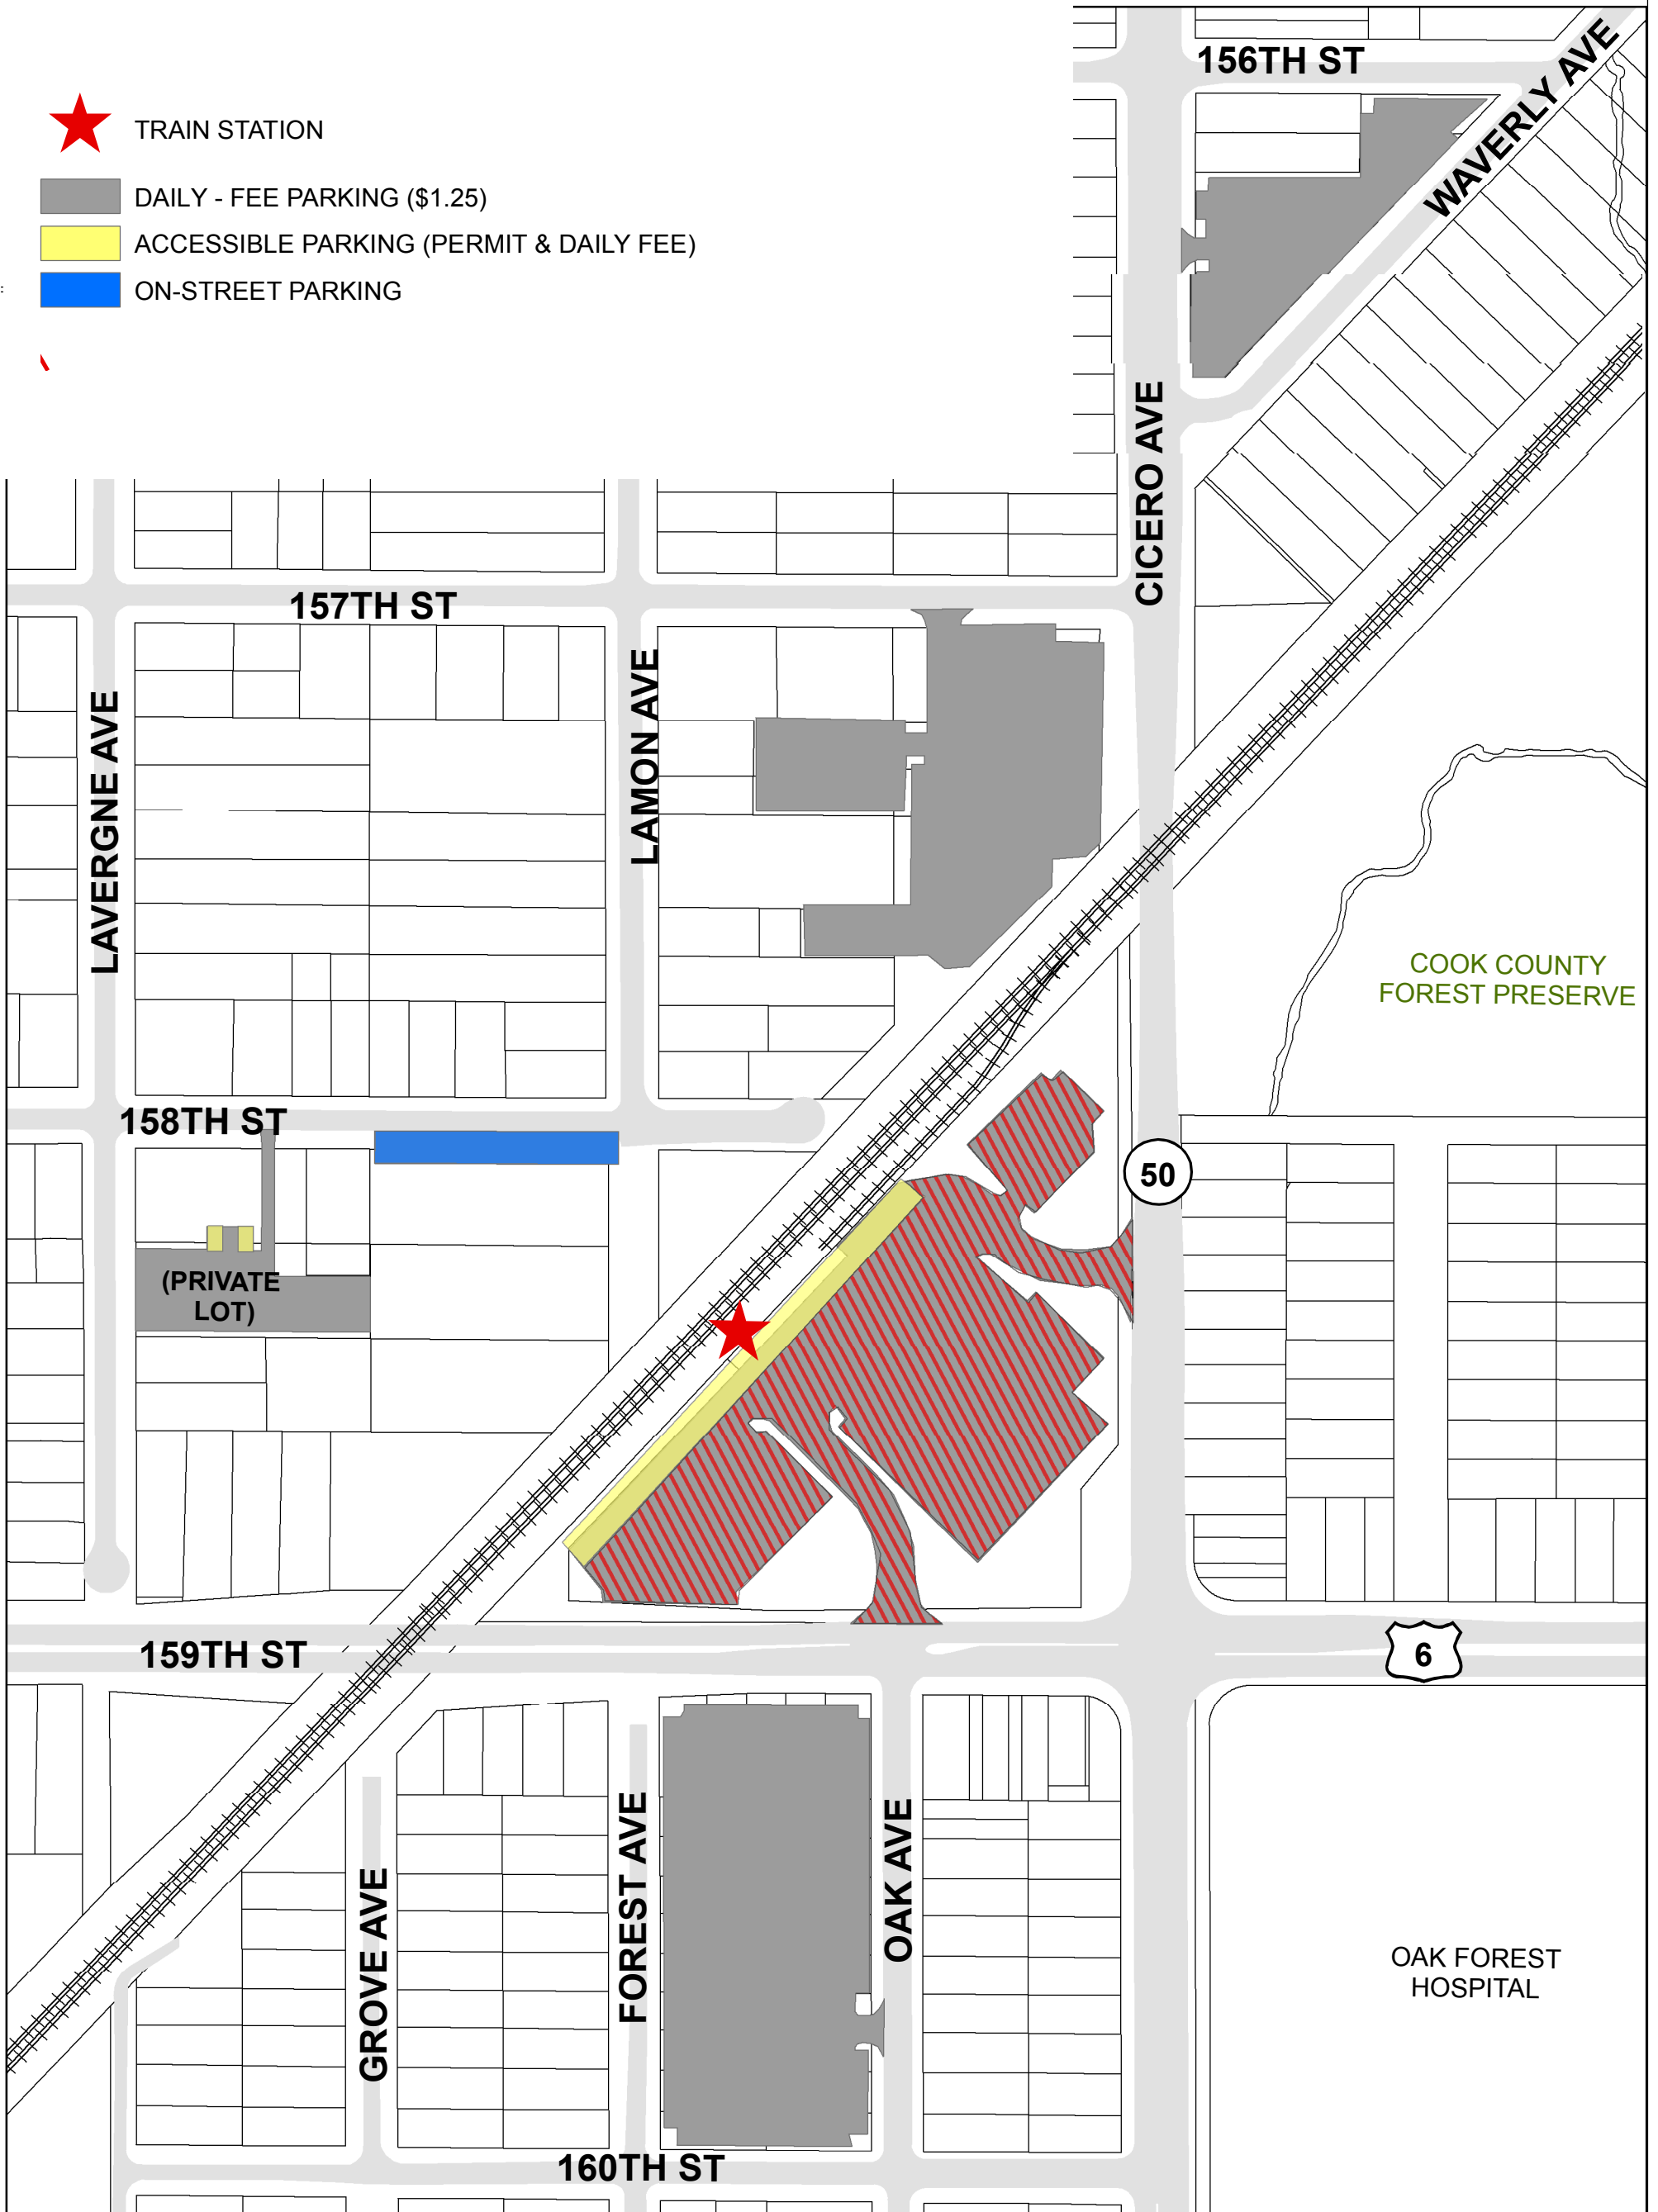 156TH ST
WAVERLY AVE
TRAIN STATION
DAILY - FEE PARKING ($1.25)
ACCESSIBLE PARKING (PERMIT & DAILY FEE)
ON-STREET PARKING
CICERO AVE
157TH ST
LAMON AVE
LAVERGNE AVE
COOK COUNTY
FOREST PRESERVE
158TH ST
50
(PRIVATE
LOT)
159TH ST
6
FOREST AVE
OAK AVE
GROVE AVE
OAK FOREST
HOSPITAL
160TH ST